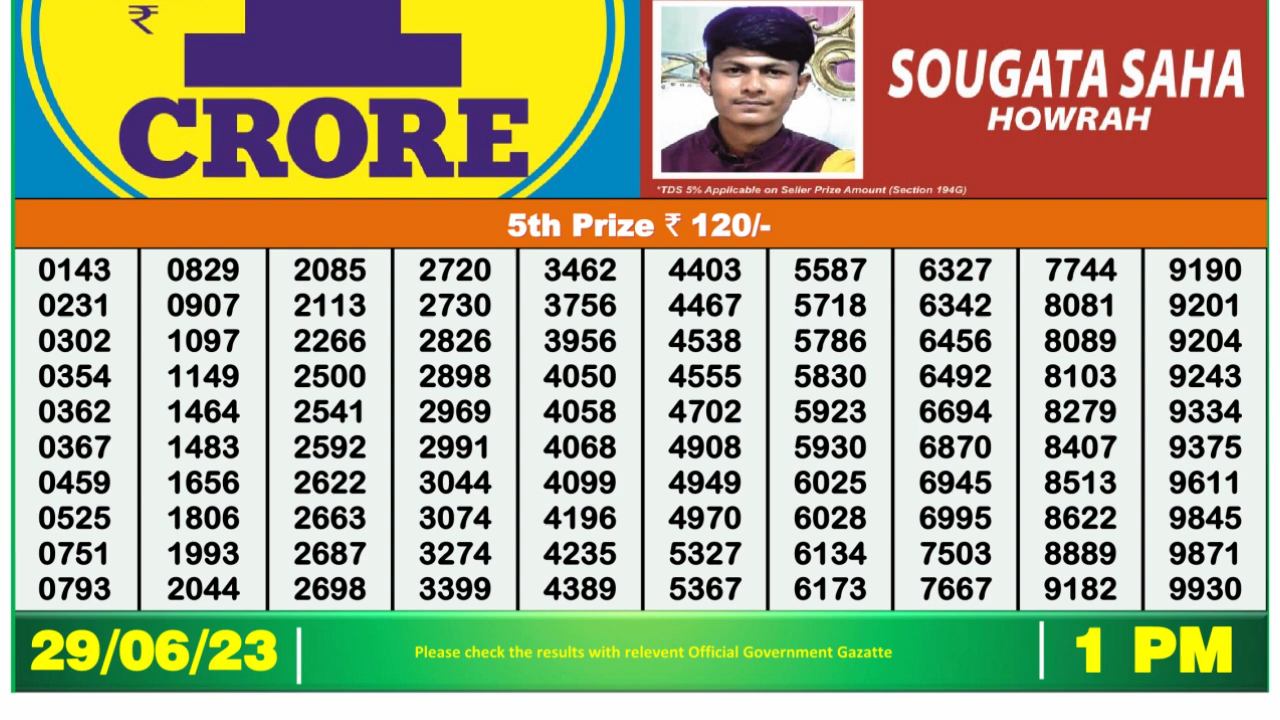 ₹
1
CRORE
SOUGATA SAHA
HOWRAH
*TDS 5% Applicable on Seller Prize Amount (Section 194G)
5th Prize ₹ 120/-
0143 0829 2085 2720 3462 4403 5587 6327 7744 9190
0231 0907 2113 2730 3756 4467 5718 6342 8081 9201
0302 1097 2266 2826 3956 4538 5786 6456 8089 9204
0354 1149 2500 2898 4050 4555 5830 6492 8103 9243
0362 1464 2541 2969 4058 4702 5923 6694 8279 9334
0367 1483 2592 2991 4068 4908 5930 6870 8407 9375
0459 1656 2622 3044 4099 4949 6025 6945 8513 9611
0525 1806 2663 3074 4196 4970 6028 6995 8622 9845
0751 1993 2687 3274 4235 5327 6134 7503 8889 9871
0793 2044 2698 3399 4389 5367 6173 7667 9182 9930
29/06/23
Please check the results with relevent Official Government Gazatte
1 PM